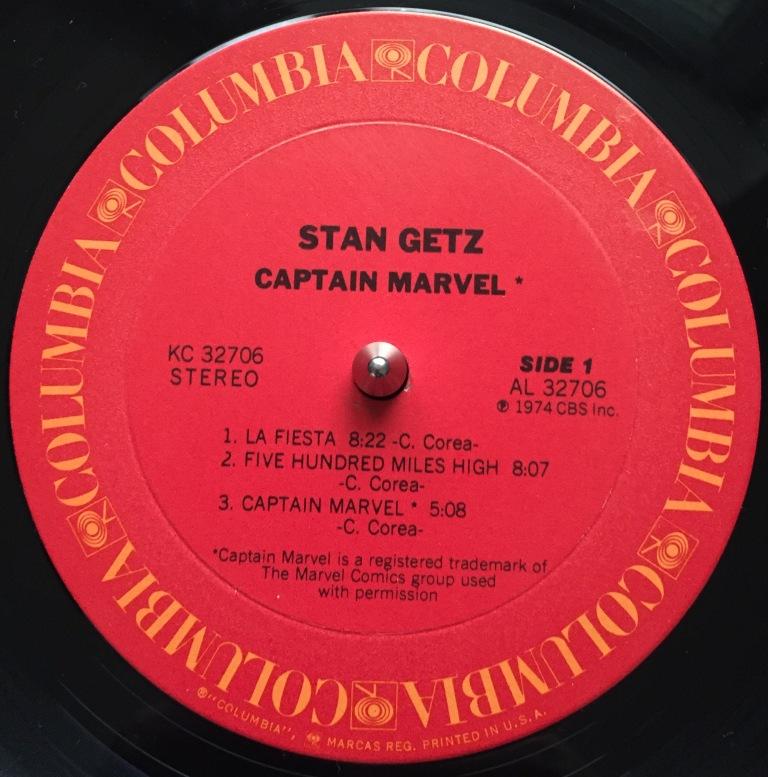 COLUMBIA COLUMBIA COLUMBIA COLUMBIA COLUMBIA COLUMBIA COLUMBIA COLUMBIA
STAN GETZ
CAPTAIN MARVEL *
KC 32706
STEREO
SIDE 1
AL 32706
℗ 1974 CBS Inc.
1. LA FIESTA 8:22 -C. Corea-
2. FIVE HUNDRED MILES HIGH 8:07
-C. Corea-
3. CAPTAIN MARVEL * 5:08
-C. Corea-
*Captain Marvel is a registered trademark of
The Marvel Comics group used
with permission
® "COLUMBIA", MARCAS REG. PRINTED IN U.S.A.